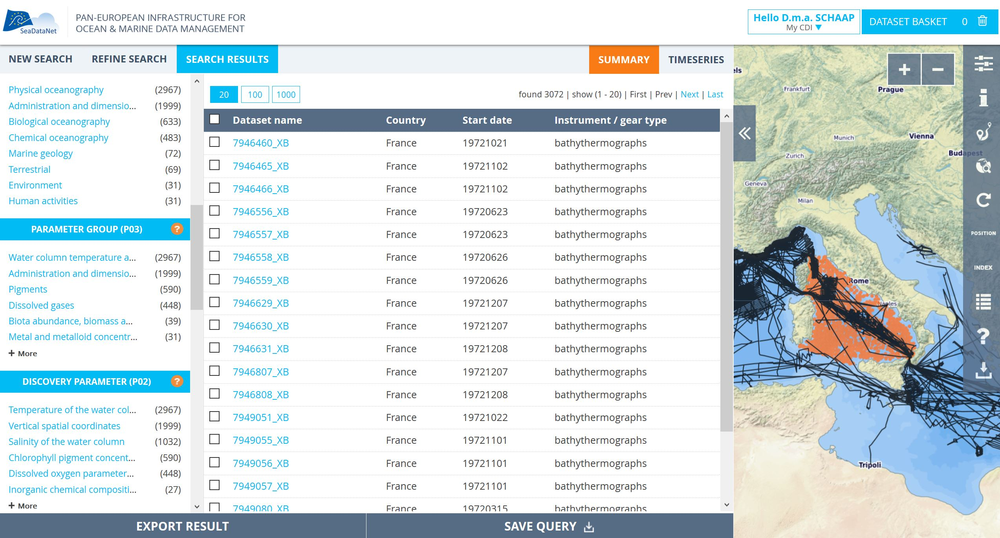 SeaDataNet
PAN-EUROPEAN INFRASTRUCTURE FOR
OCEAN & MARINE DATA MANAGEMENT
Hello D.m.a. SCHAAP
My CDI
DATASET BASKET 0
NEW SEARCH REFINE SEARCH SEARCH RESULTS SUMMARY TIMESERIES
Physical oceanography (2967)
Administration and dimensio... (1999)
Biological oceanography (633)
Chemical oceanography (483)
Marine geology (72)
Terrestrial (69)
Environment (31)
Human activities (31)
PARAMETER GROUP (P03) ?
Water column temperature a... (2967)
Administration and dimensio... (1999)
Pigments (590)
Dissolved gases (448)
Biota abundance, biomass a... (39)
Metal and metalloid concentr... (31)
+ More
DISCOVERY PARAMETER (P02) ?
Temperature of the water col... (2967)
Vertical spatial coordinates (1999)
Salinity of the water column (1032)
Chlorophyll pigment concent... (590)
Dissolved oxygen parameter... (448)
Inorganic chemical compositi... (27)
+ More
20 100 1000 found 3072 | show (1 - 20) | First | Prev | Next | Last
Dataset name Country Start date Instrument / gear type
7946460_XB France 19721021 bathythermographs
7946465_XB France 19721102 bathythermographs
7946466_XB France 19721102 bathythermographs
7946556_XB France 19720623 bathythermographs
7946557_XB France 19720623 bathythermographs
7946558_XB France 19720626 bathythermographs
7946559_XB France 19720626 bathythermographs
7946629_XB France 19721207 bathythermographs
7946630_XB France 19721207 bathythermographs
7946631_XB France 19721208 bathythermographs
7946807_XB France 19721207 bathythermographs
7946808_XB France 19721208 bathythermographs
7949051_XB France 19721022 bathythermographs
7949055_XB France 19721101 bathythermographs
7949056_XB France 19721101 bathythermographs
7949057_XB France 19721101 bathythermographs
7949080_XB France 19720315 bathythermographs
EXPORT RESULT SAVE QUERY
els
Frankfurt
Prague
Munich
Vienna
Zurich
Budapest
Geneva
Milan
Rome
Naples
Tripoli
+ −
i
POSITION
INDEX
?